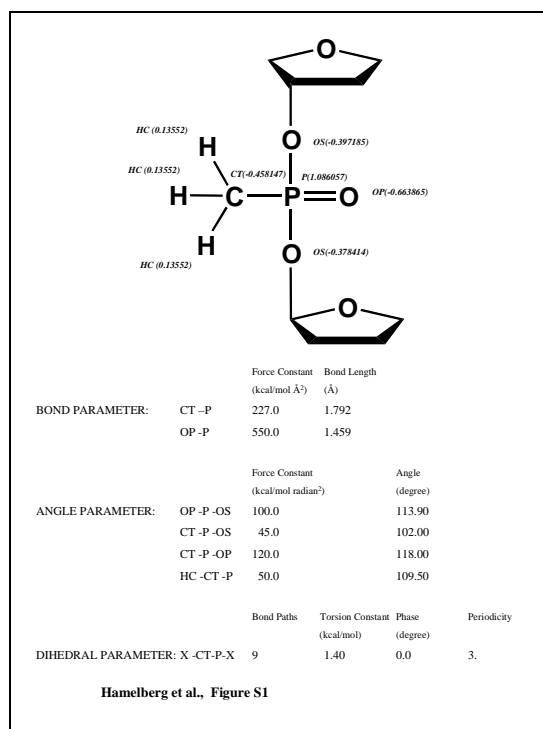 O
O
OS(-0.397185)
HC (0.13552)
H
HC (0.13552)
CT(-0.458147)
P(1.086057)
H C P O
OP(-0.663865)
H
HC (0.13552)
O
OS(-0.378414)
O
Force Constant Bond Length
(kcal/mol Å²) (Å)
BOND PARAMETER: CT –P 227.0 1.792
OP -P 550.0 1.459
Force Constant Angle
(kcal/mol radian²) (degree)
ANGLE PARAMETER: OP -P -OS 100.0 113.90
CT -P -OS 45.0 102.00
CT -P -OP 120.0 118.00
HC -CT -P 50.0 109.50
Bond Paths Torsion Constant Phase Periodicity
(kcal/mol) (degree)
DIHEDRAL PARAMETER: X -CT-P-X 9 1.40 0.0 3.
Hamelberg et al., Figure S1